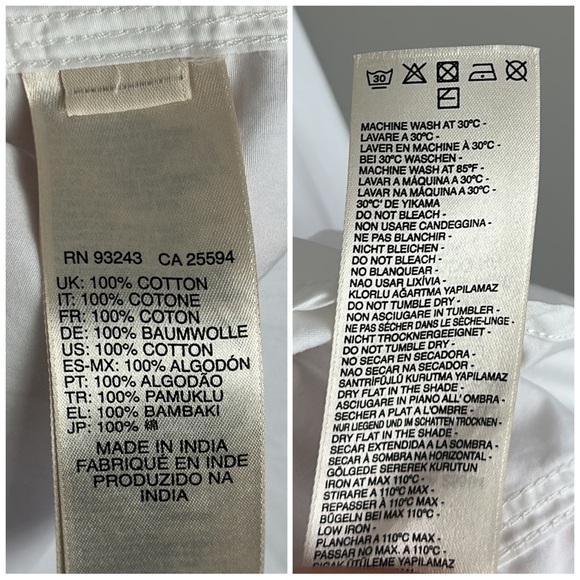 RN 93243 CA 25594
UK: 100% COTTON
IT: 100% COTONE
FR: 100% COTON
DE: 100% BAUMWOLLE
US: 100% COTTON
ES-MX: 100% ALGODÓN
PT: 100% ALGODÃO
TR: 100% PAMUKLU
EL: 100% BAMBAKI
JP: 100% 綿
MADE IN INDIA
FABRIQUE EN INDE
PRODUZIDO NA
INDIA
30
MACHINE WASH AT 30°C -
LAVARE A 30°C -
LAVER EN MACHINE À 30°C -
BEI 30°C WASCHEN -
MACHINE WASH AT 85°F -
LAVAR A MÁQUINA A 30°C -
LAVAR NA MÁQUINA A 30°C -
30°C' DE YIKAMA
DO NOT BLEACH -
NON USARE CANDEGGINA -
NE PAS BLANCHIR -
NICHT BLEICHEN -
DO NOT BLEACH -
NO BLANQUEAR -
NAO USAR LIXÍVIA -
KLORLU AĞARTMA YAPILAMAZ
DO NOT TUMBLE DRY -
NON ASCIUGARE IN TUMBLER -
NE PAS SÉCHER DANS LE SÈCHE-LINGE -
NICHT TROCKNERGEEIGNET -
DO NOT TUMBLE DRY -
NO SECAR EN SECADORA -
NAO SECAR NA SECADOR -
SANTRİFÜJLÜ KURUTMA YAPILAMAZ
DRY FLAT IN THE SHADE -
ASCIUGARE IN PIANO ALL' OMBRA -
SECHER A PLAT A L'OMBRE -
NUR LIEGEND UND IM SCHATTEN TROCKNEN -
DRY FLAT IN THE SHADE -
SECAR EXTENDIDA A LA SOMBRA -
SECAR À SOMBRA NA HORIZONTAL -
GÖLGEDE SEREREK KURUTUN
IRON AT MAX 110°C -
STIRARE A 110°C MAX -
REPASSER À 110°C MAX -
BÜGELN BEI MAX 110°C -
LOW IRON -
PLANCHAR A 110°C MAX -
PASSAR NO MAX. A 110°C -
SICAK ÜTÜLEME YAPILAMAZ